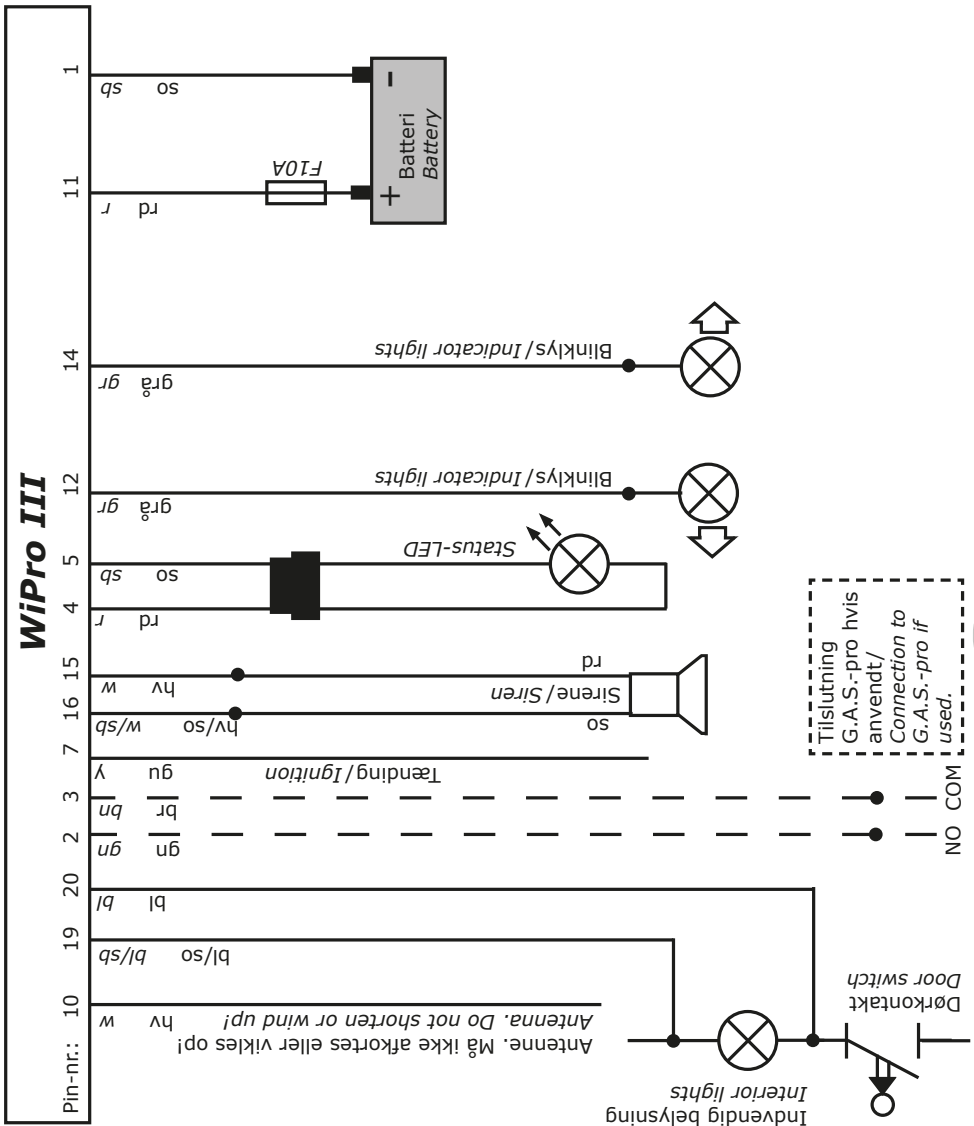 WiPro III
Pin-nr.: 10 19 20 2 3 7 16 15 4 5 12 14 11 1
w hv
Antenne. Må ikke afkortes eller vikles op!
Antenna. Do not shorten or wind up!
bl/sb bl/so
bl bl
gn gn
br bn
y gu
Tænding/Ignition
w/sb hv/so
w hv
Sirene/Siren
so
rd
r rd
sb so
Status-LED
gr grå
Blinklys/Indicator lights
gr grå
Blinklys/Indicator lights
r rd
F10A
sb so
+ -
Batteri
Battery
Indvendig belysning
Interior lights
Dørkontakt
Door switch
NO COM
Tilslutning
G.A.S.-pro hvis
anvendt/
Connection to
G.A.S.-pro if
used.